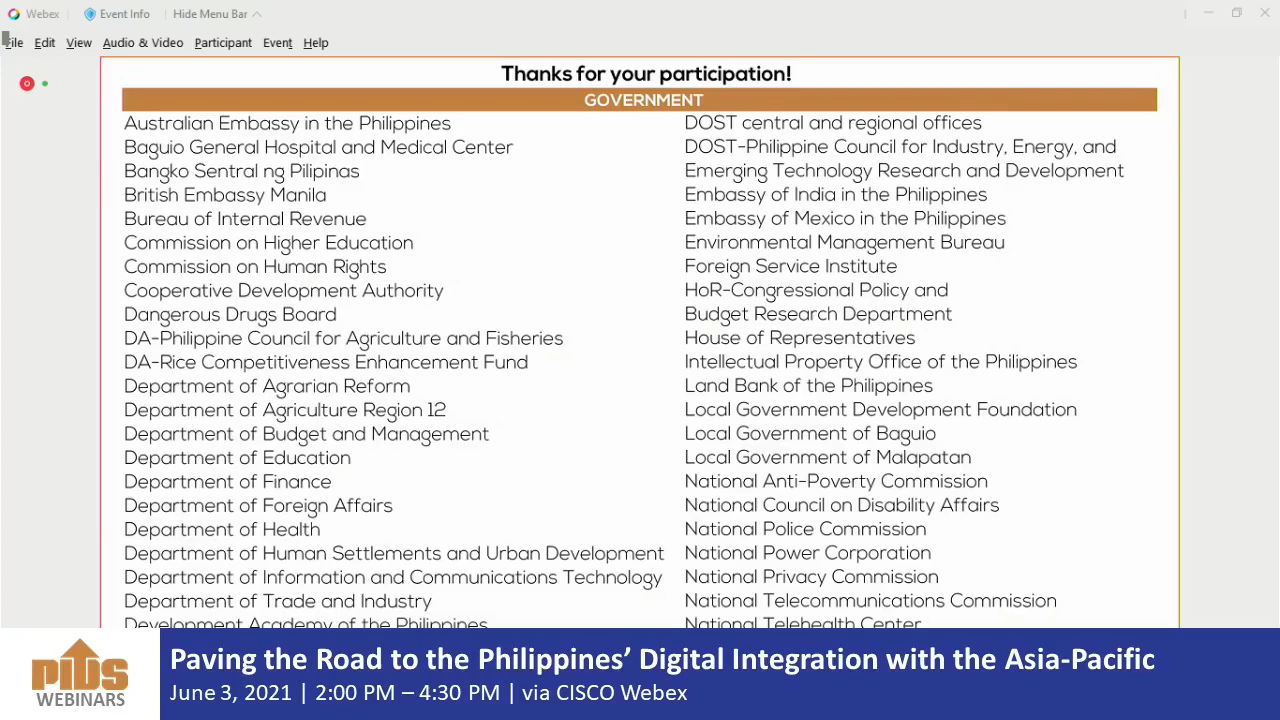 Webex
Event Info
Hide Menu Bar
File Edit View Audio & Video Participant Event Help
Thanks for your participation!
GOVERNMENT
Australian Embassy in the Philippines
Baguio General Hospital and Medical Center
Bangko Sentral ng Pilipinas
British Embassy Manila
Bureau of Internal Revenue
Commission on Higher Education
Commission on Human Rights
Cooperative Development Authority
Dangerous Drugs Board
DA-Philippine Council for Agriculture and Fisheries
DA-Rice Competitiveness Enhancement Fund
Department of Agrarian Reform
Department of Agriculture Region 12
Department of Budget and Management
Department of Education
Department of Finance
Department of Foreign Affairs
Department of Health
Department of Human Settlements and Urban Development
Department of Information and Communications Technology
Department of Trade and Industry
Development Academy of the Philippines
DOST central and regional offices
DOST-Philippine Council for Industry, Energy, and
Emerging Technology Research and Development
Embassy of India in the Philippines
Embassy of Mexico in the Philippines
Environmental Management Bureau
Foreign Service Institute
HoR-Congressional Policy and
Budget Research Department
House of Representatives
Intellectual Property Office of the Philippines
Land Bank of the Philippines
Local Government Development Foundation
Local Government of Baguio
Local Government of Malapatan
National Anti-Poverty Commission
National Council on Disability Affairs
National Police Commission
National Power Corporation
National Privacy Commission
National Telecommunications Commission
National Telehealth Center
PIDS
WEBINARS
Paving the Road to the Philippines’ Digital Integration with the Asia-Pacific
June 3, 2021 | 2:00 PM – 4:30 PM | via CISCO Webex